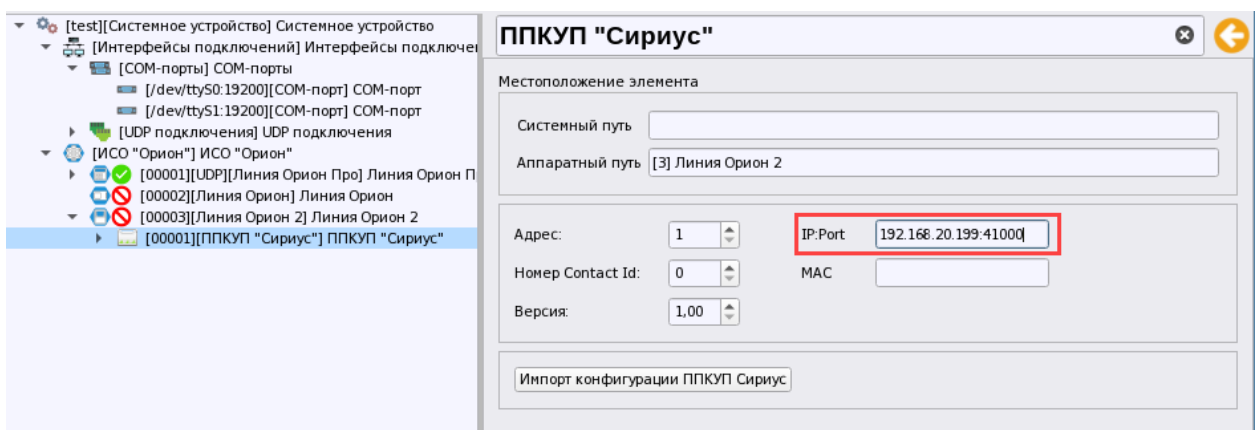 [test][Системное устройство] Системное устройство
[Интерфейсы подключений] Интерфейсы подключе
[COM-порты] COM-порты
[/dev/ttyS0:19200][COM-порт] COM-порт
[/dev/ttyS1:19200][COM-порт] COM-порт
[UDP подключения] UDP подключения
[ИСО "Орион"] ИСО "Орион"
[00001][UDP][Линия Орион Про] Линия Орион П
[00002][Линия Орион] Линия Орион
[00003][Линия Орион 2] Линия Орион 2
[00001][ППКУП "Сириус"] ППКУП "Сириус"
ППКУП "Сириус"
Местоположение элемента
Системный путь
Аппаратный путь [3] Линия Орион 2
Адрес: 1 IP:Port 192.168.20.199:41000
Номер Contact Id: 0 MAC
Версия: 1,00
Импорт конфигурации ППКУП Сириус